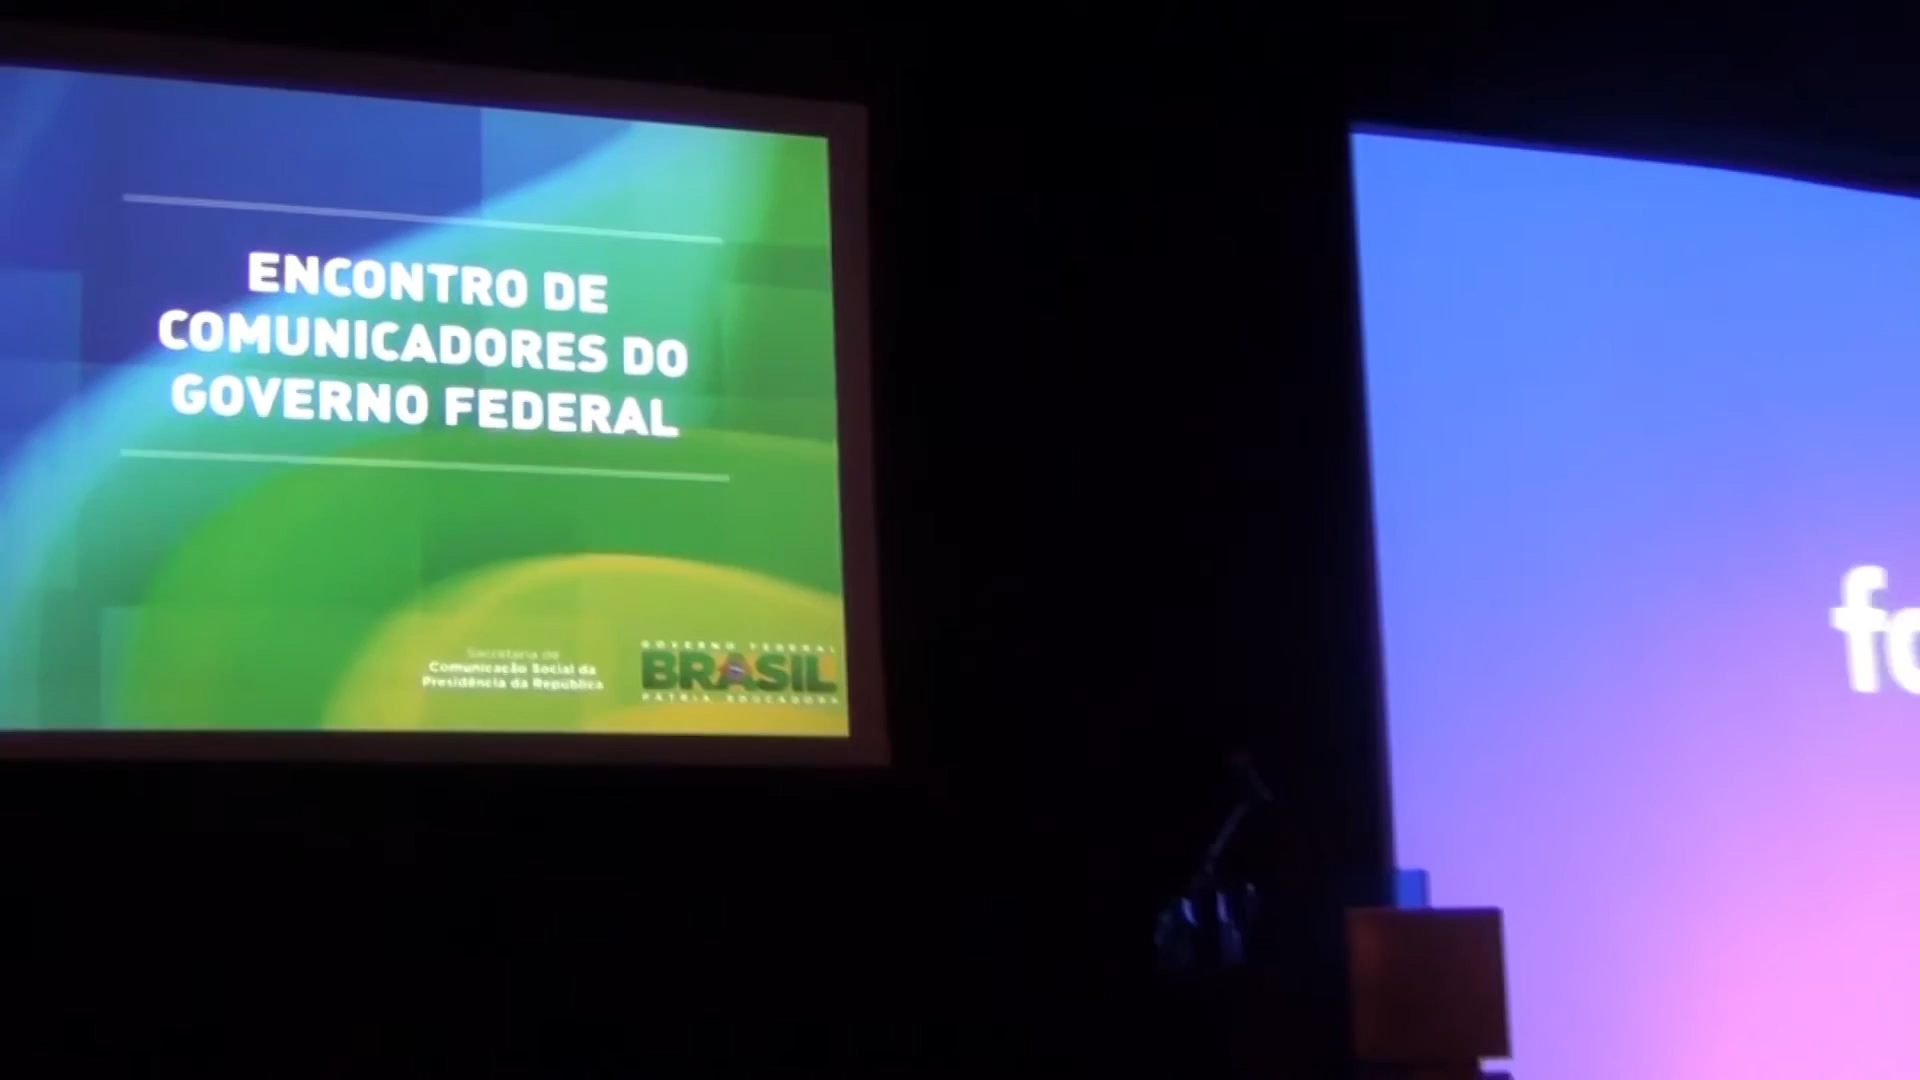 ENCONTRO DE
COMUNICADORES DO
GOVERNO FEDERAL
Secretaria de
Comunicação Social da
Presidência da República
GOVERNO FEDERAL
BRASIL
PÁTRIA EDUCADORA
fo